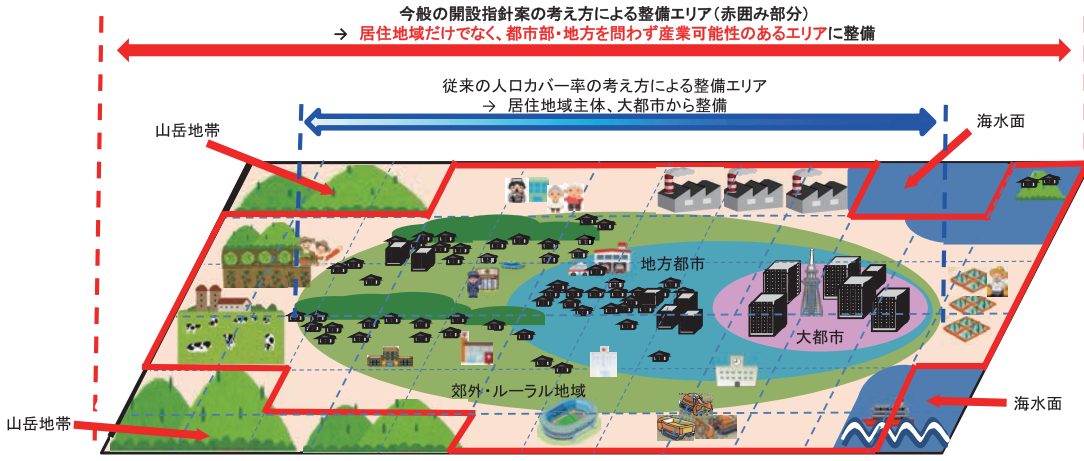 今般の開設指針案の考え方による整備エリア（赤囲み部分）
→ 居住地域だけでなく、都市部・地方を問わず産業可能性のあるエリアに整備
従来の人口カバー率の考え方による整備エリア
→ 居住地域主体、大都市から整備
山岳地帯
海水面
地方都市
大都市
郊外・ルーラル地域
山岳地帯
海水面